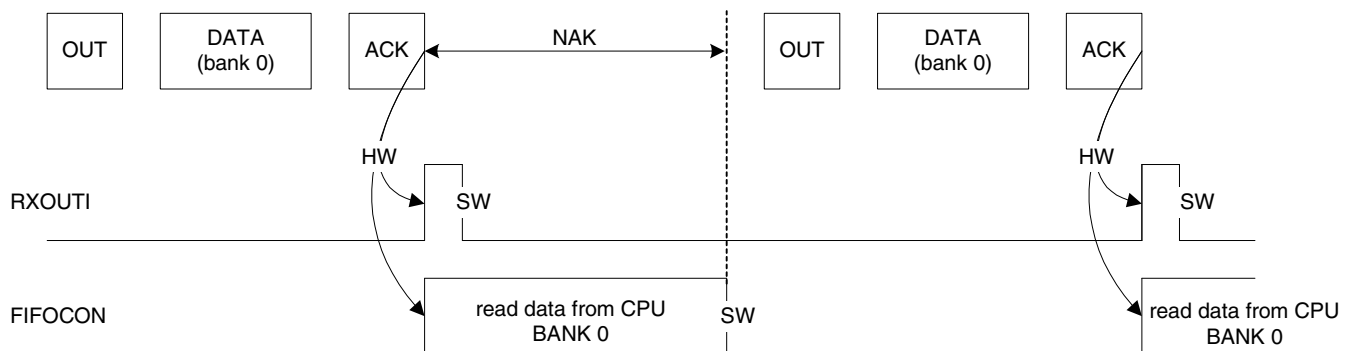 OUT
DATA
(bank 0)
ACK
NAK
OUT
DATA
(bank 0)
ACK
HW
HW
RXOUTI
SW
SW
FIFOCON
read data from CPU
BANK 0
SW
read data from CPU
BANK 0